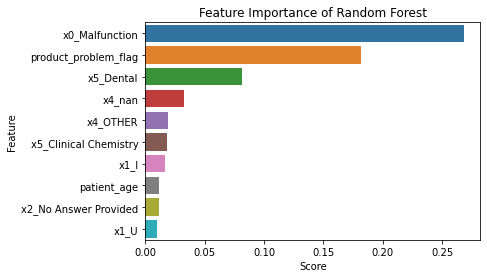 Feature Importance of Random Forest
x0_Malfunction
product_problem_flag
x5_Dental
x4_nan
x4_OTHER
x5_Clinical Chemistry
x1_I
patient_age
x2_No Answer Provided
x1_U
Feature
0.00 0.05 0.10 0.15 0.20 0.25
Score